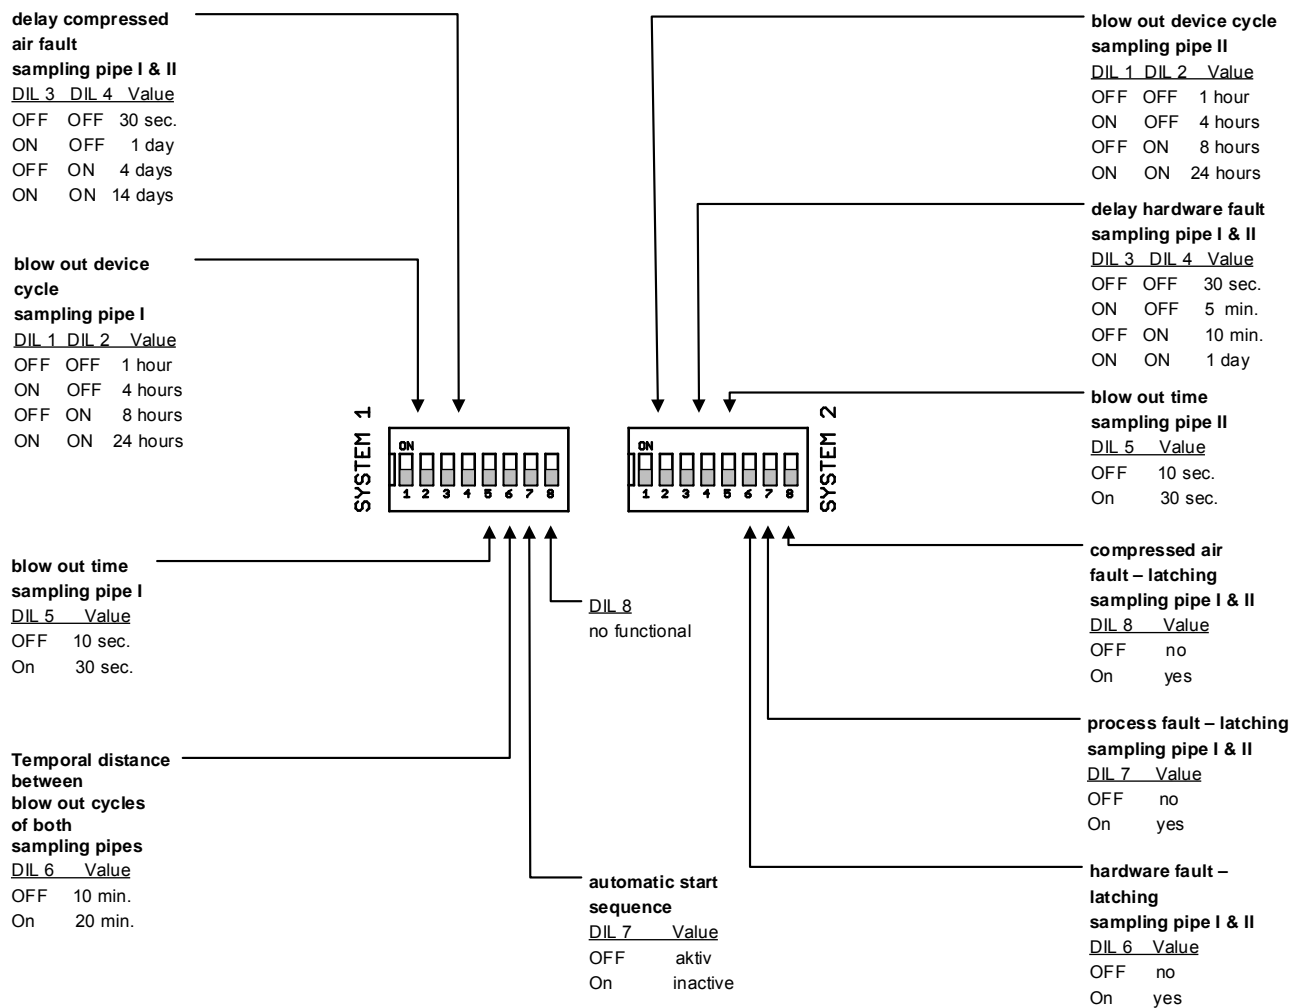 delay compressed
air fault
sampling pipe I & II
DIL 3 DIL 4 Value
OFF OFF 30 sec.
ON OFF 1 day
OFF ON 4 days
ON ON 14 days
blow out device
cycle
sampling pipe I
DIL 1 DIL 2 Value
OFF OFF 1 hour
ON OFF 4 hours
OFF ON 8 hours
ON ON 24 hours
blow out time
sampling pipe I
DIL 5 Value
OFF 10 sec.
On 30 sec.
Temporal distance
between
blow out cycles
of both
sampling pipes
DIL 6 Value
OFF 10 min.
On 20 min.
SYSTEM 1
ON
1 2 3 4 5 6 7 8
DIL 8
no functional
automatic start
sequence
DIL 7 Value
OFF aktiv
On inactive
ON
1 2 3 4 5 6 7 8
SYSTEM 2
blow out device cycle
sampling pipe II
DIL 1 DIL 2 Value
OFF OFF 1 hour
ON OFF 4 hours
OFF ON 8 hours
ON ON 24 hours
delay hardware fault
sampling pipe I & II
DIL 3 DIL 4 Value
OFF OFF 30 sec.
ON OFF 5 min.
OFF ON 10 min.
ON ON 1 day
blow out time
sampling pipe II
DIL 5 Value
OFF 10 sec.
On 30 sec.
compressed air
fault – latching
sampling pipe I & II
DIL 8 Value
OFF no
On yes
process fault – latching
sampling pipe I & II
DIL 7 Value
OFF no
On yes
hardware fault –
latching
sampling pipe I & II
DIL 6 Value
OFF no
On yes